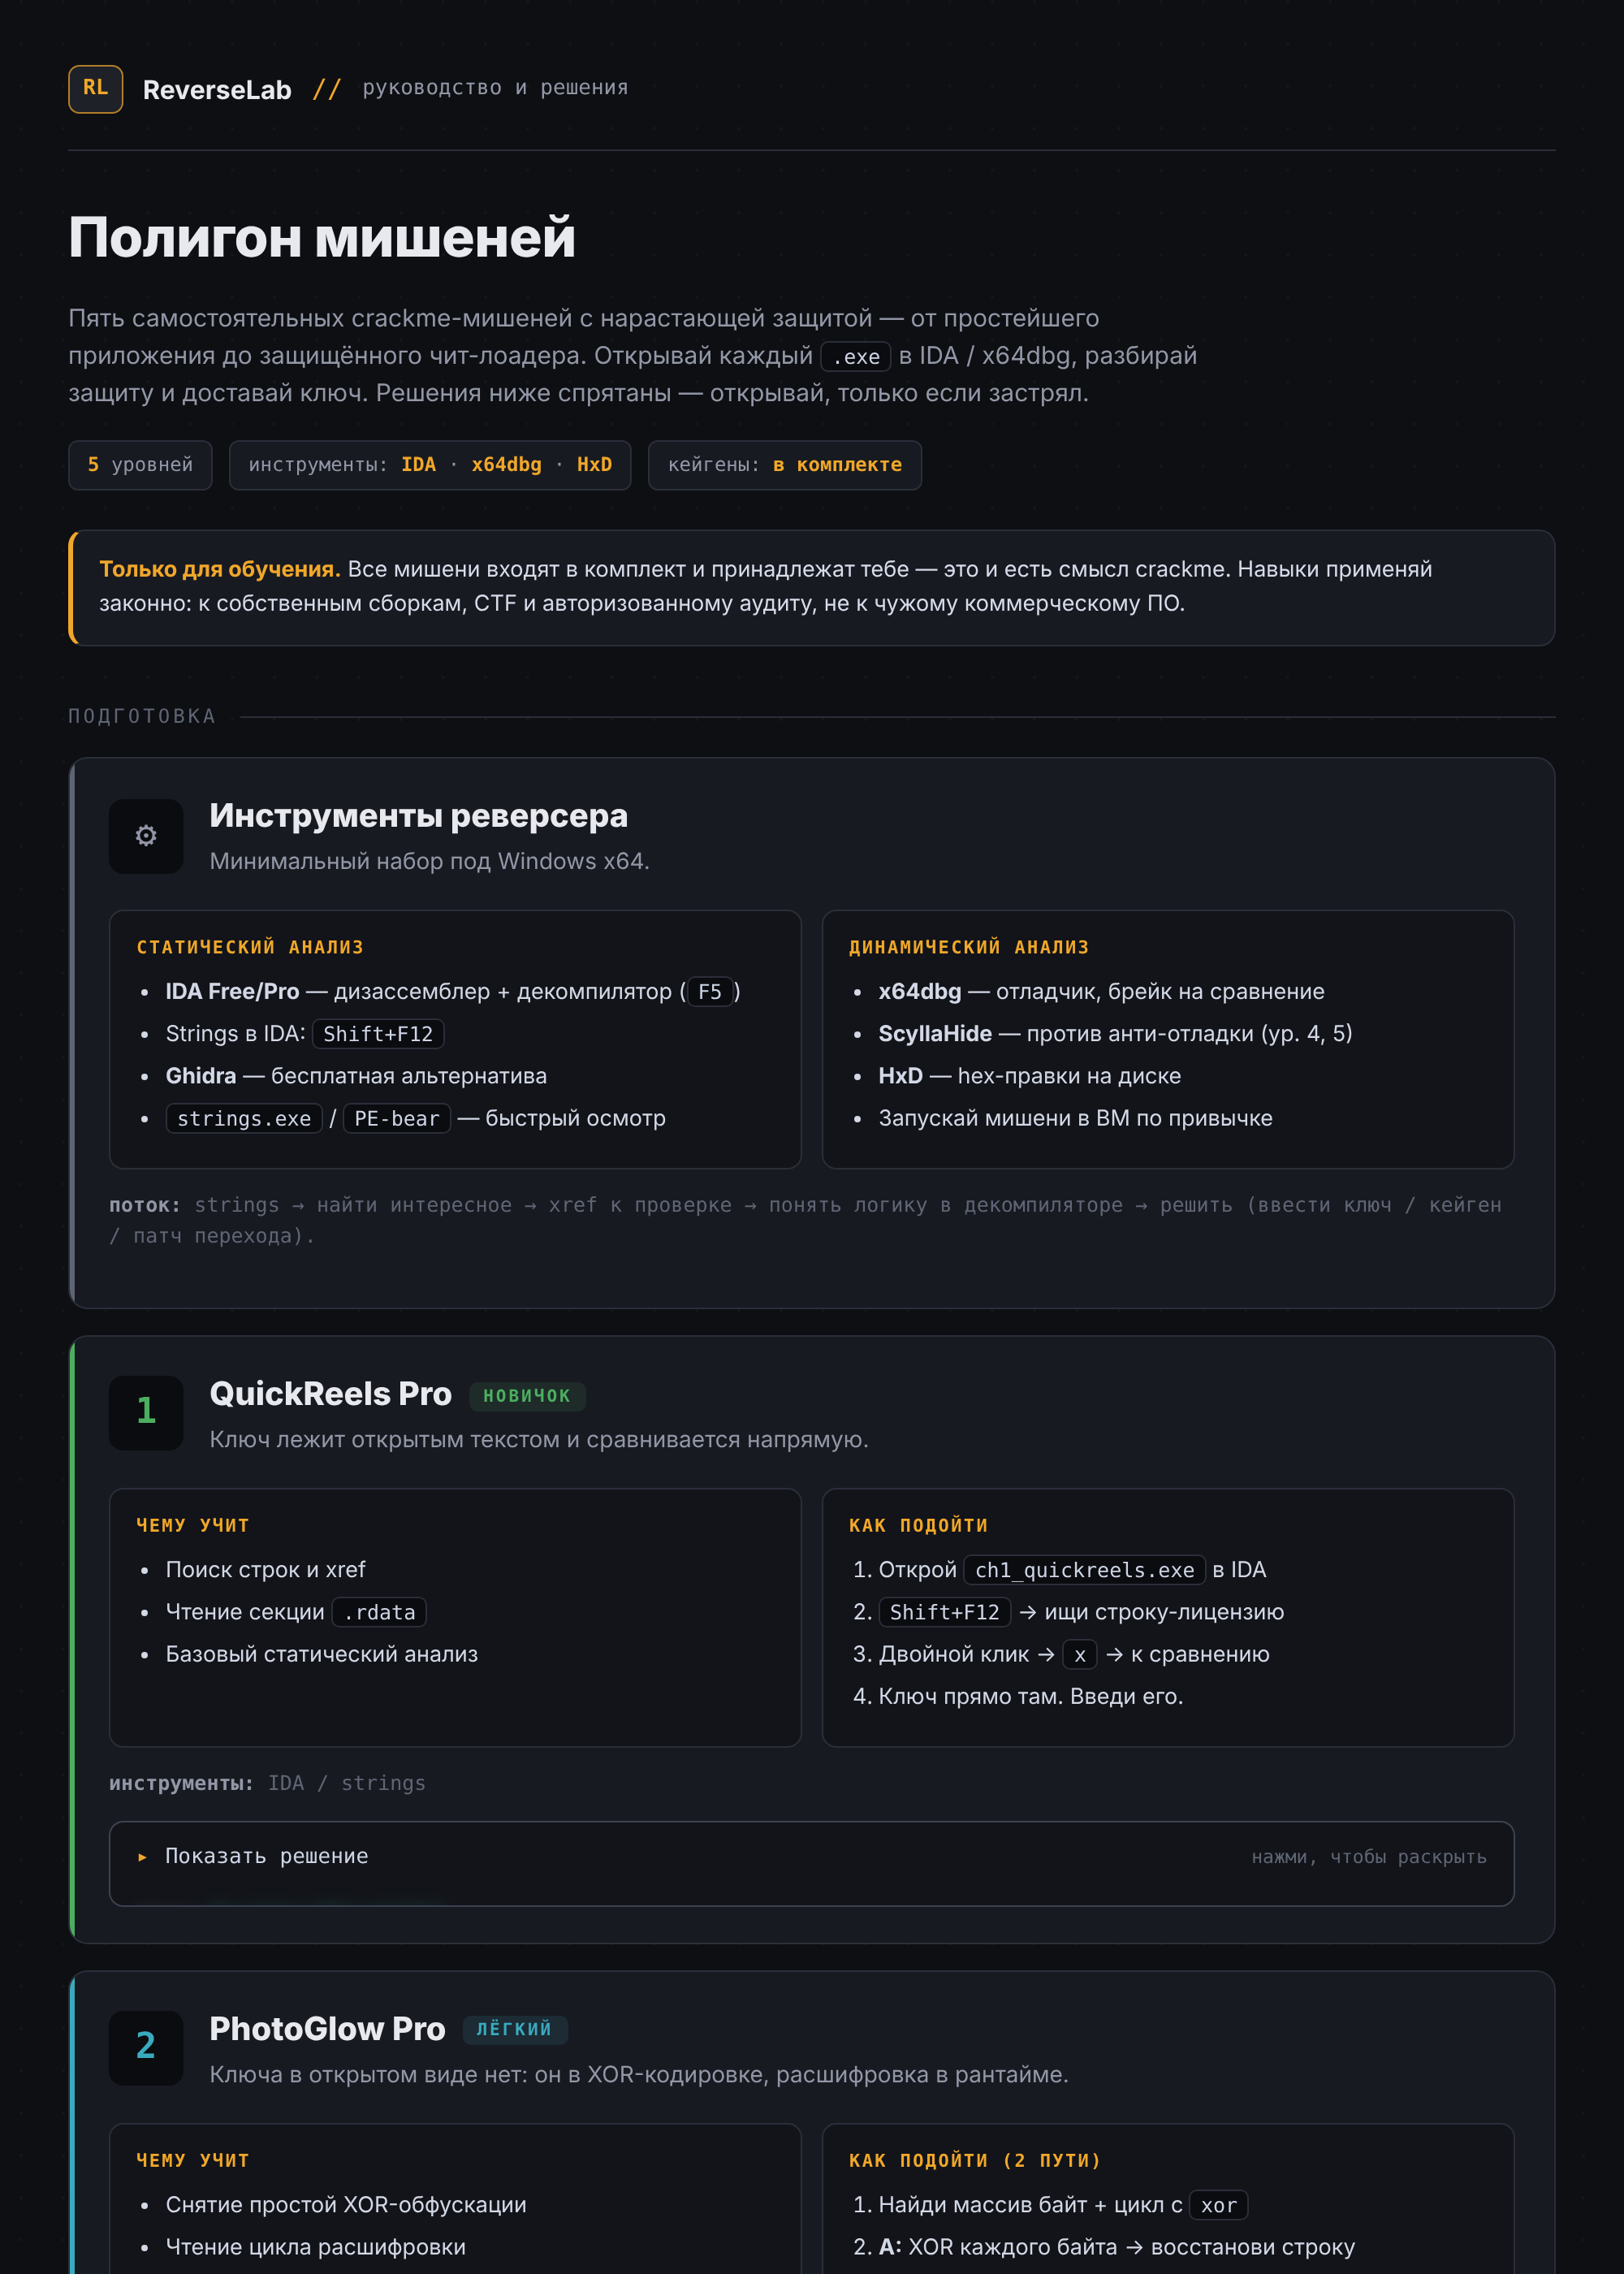 RL ReverseLab // руководство и решения
Полигон мишеней
Пять самостоятельных crackme-мишеней с нарастающей защитой — от простейшего
приложения до защищённого чит-лоадера. Открывай каждый .exe в IDA / x64dbg, разбирай
защиту и доставай ключ. Решения ниже спрятаны — открывай, только если застрял.
5 уровней
инструменты: IDA · x64dbg · HxD
кейгены: в комплекте
Только для обучения. Все мишени входят в комплект и принадлежат тебе — это и есть смысл crackme. Навыки применяй
законно: к собственным сборкам, CTF и авторизованному аудиту, не к чужому коммерческому ПО.
ПОДГОТОВКА
⚙ Инструменты реверсера
Минимальный набор под Windows x64.
СТАТИЧЕСКИЙ АНАЛИЗ
• IDA Free/Pro — дизассемблер + декомпилятор (F5)
• Strings в IDA: Shift+F12
• Ghidra — бесплатная альтернатива
• strings.exe / PE-bear — быстрый осмотр
ДИНАМИЧЕСКИЙ АНАЛИЗ
• x64dbg — отладчик, брейк на сравнение
• ScyllaHide — против анти-отладки (ур. 4, 5)
• HxD — hex-правки на диске
• Запускай мишени в ВМ по привычке
поток: strings → найти интересное → xref к проверке → понять логику в декомпиляторе → решить (ввести ключ / кейген
/ патч перехода).
1 QuickReels Pro НОВИЧОК
Ключ лежит открытым текстом и сравнивается напрямую.
ЧЕМУ УЧИТ
• Поиск строк и xref
• Чтение секции .rdata
• Базовый статический анализ
КАК ПОДОЙТИ
1. Открой ch1_quickreels.exe в IDA
2. Shift+F12 → ищи строку-лицензию
3. Двойной клик → x → к сравнению
4. Ключ прямо там. Введи его.
инструменты: IDA / strings
▸ Показать решение
нажми, чтобы раскрыть
2 PhotoGlow Pro ЛЁГКИЙ
Ключа в открытом виде нет: он в XOR-кодировке, расшифровка в рантайме.
ЧЕМУ УЧИТ
• Снятие простой XOR-обфускации
• Чтение цикла расшифровки
КАК ПОДОЙТИ (2 ПУТИ)
1. Найди массив байт + цикл с xor
2. A: XOR каждого байта → восстанови строку